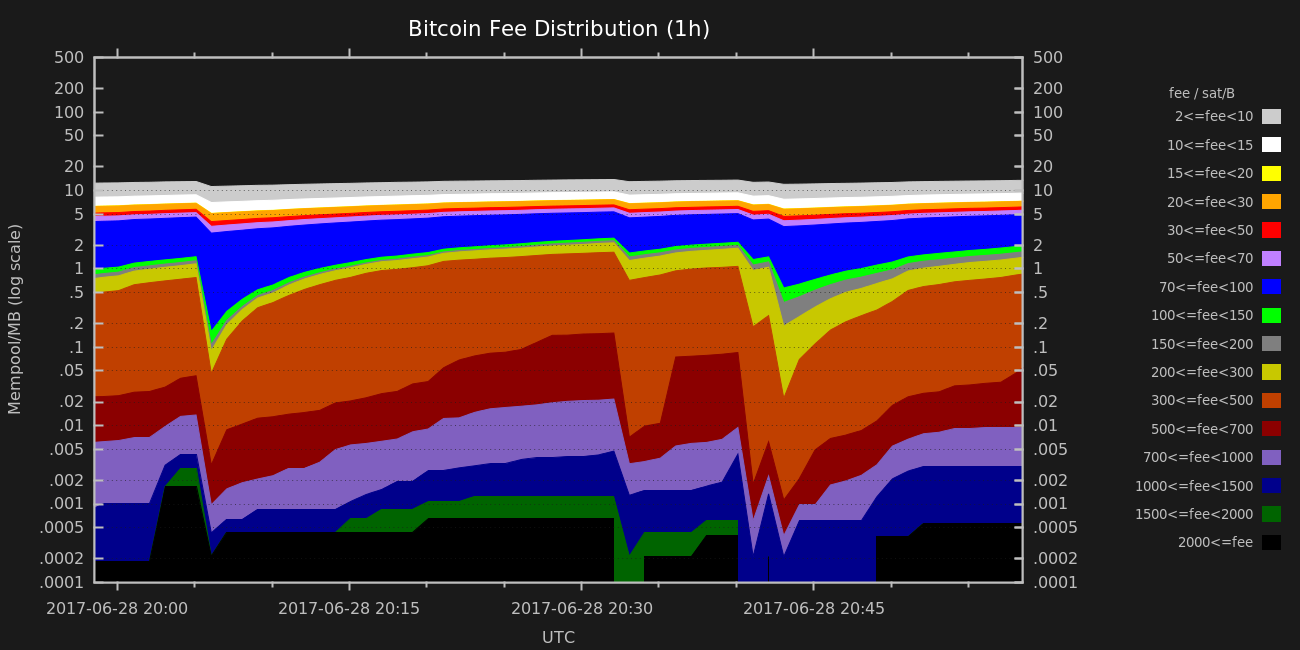 Bitcoin Fee Distribution (1h)
Mempool/MB (log scale)
500
200
100
50
20
10
5
2
1
.5
.2
.1
.05
.02
.01
.005
.002
.001
.0005
.0002
.0001
500
200
100
50
20
10
5
2
1
.5
.2
.1
.05
.02
.01
.005
.002
.001
.0005
.0002
.0001
2017-06-28 20:00
2017-06-28 20:15
2017-06-28 20:30
2017-06-28 20:45
UTC
fee / sat/B
2<=fee<10
10<=fee<15
15<=fee<20
20<=fee<30
30<=fee<50
50<=fee<70
70<=fee<100
100<=fee<150
150<=fee<200
200<=fee<300
300<=fee<500
500<=fee<700
700<=fee<1000
1000<=fee<1500
1500<=fee<2000
2000<=fee